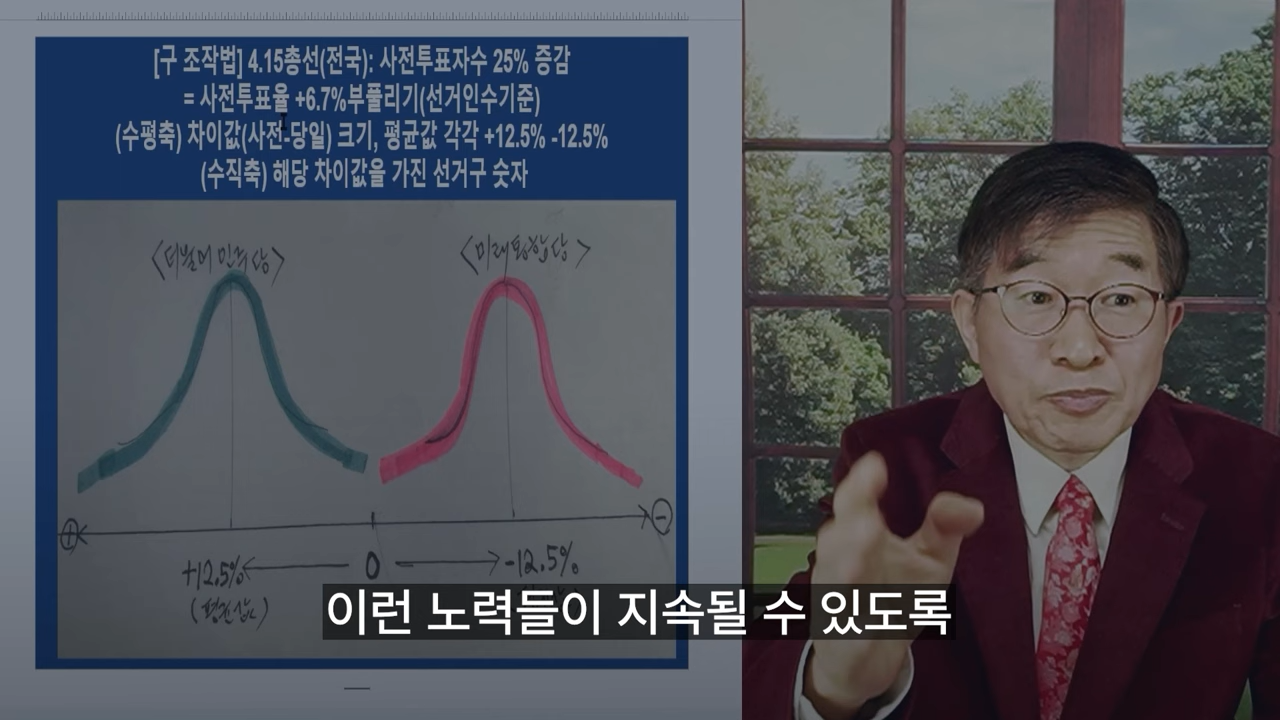 [구 조작법] 4.15총선(전국): 사전투표자수 25% 증감
= 사전투표율 +6.7%부풀리기(선거인수기준)
(수평축) 차이값(사전-당일) 크기, 평균값 각각 +12.5% -12.5%
(수직축) 해당 차이값을 가진 선거구 숫자
<더불어 민주당>
<미래통합당>
+ -
+12.5% 0 -12.5%
(평균값)
이런 노력들이 지속될 수 있도록